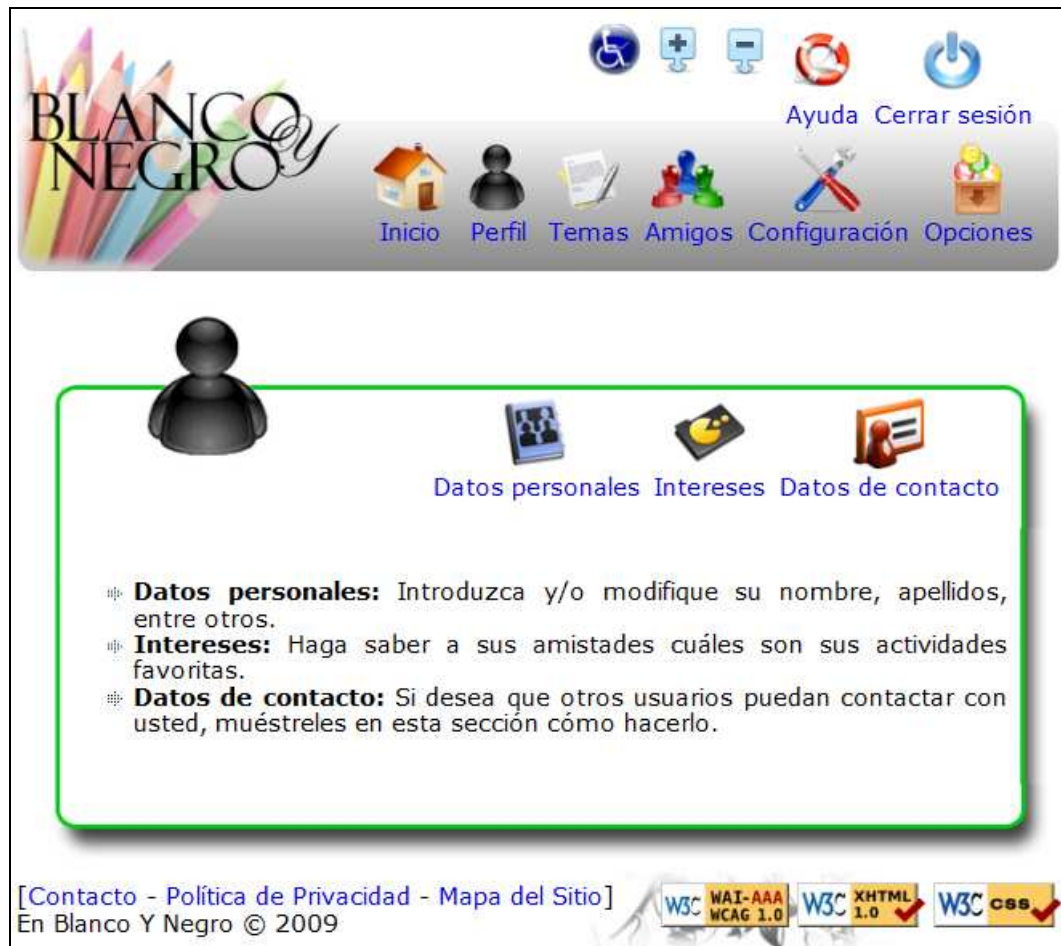 BLANCO Y
NEGRO
Ayuda Cerrar sesión
Inicio Perfil Temas Amigos Configuración Opciones
Datos personales Intereses Datos de contacto
Datos personales: Introduzca y/o modifique su nombre, apellidos,
entre otros.
Intereses: Haga saber a sus amistades cuáles son sus actividades
favoritas.
Datos de contacto: Si desea que otros usuarios puedan contactar con
usted, muéstreles en esta sección cómo hacerlo.
[Contacto - Política de Privacidad - Mapa del Sitio]
En Blanco Y Negro © 2009
W3C WAI-AAA
WCAG 1.0
W3C XHTML
1.0
W3C css